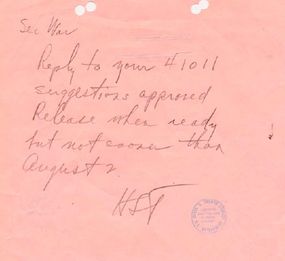 Sec War
Reply to your 41011
suggestions approved
Release when ready
but not sooner than
August 2.
HST